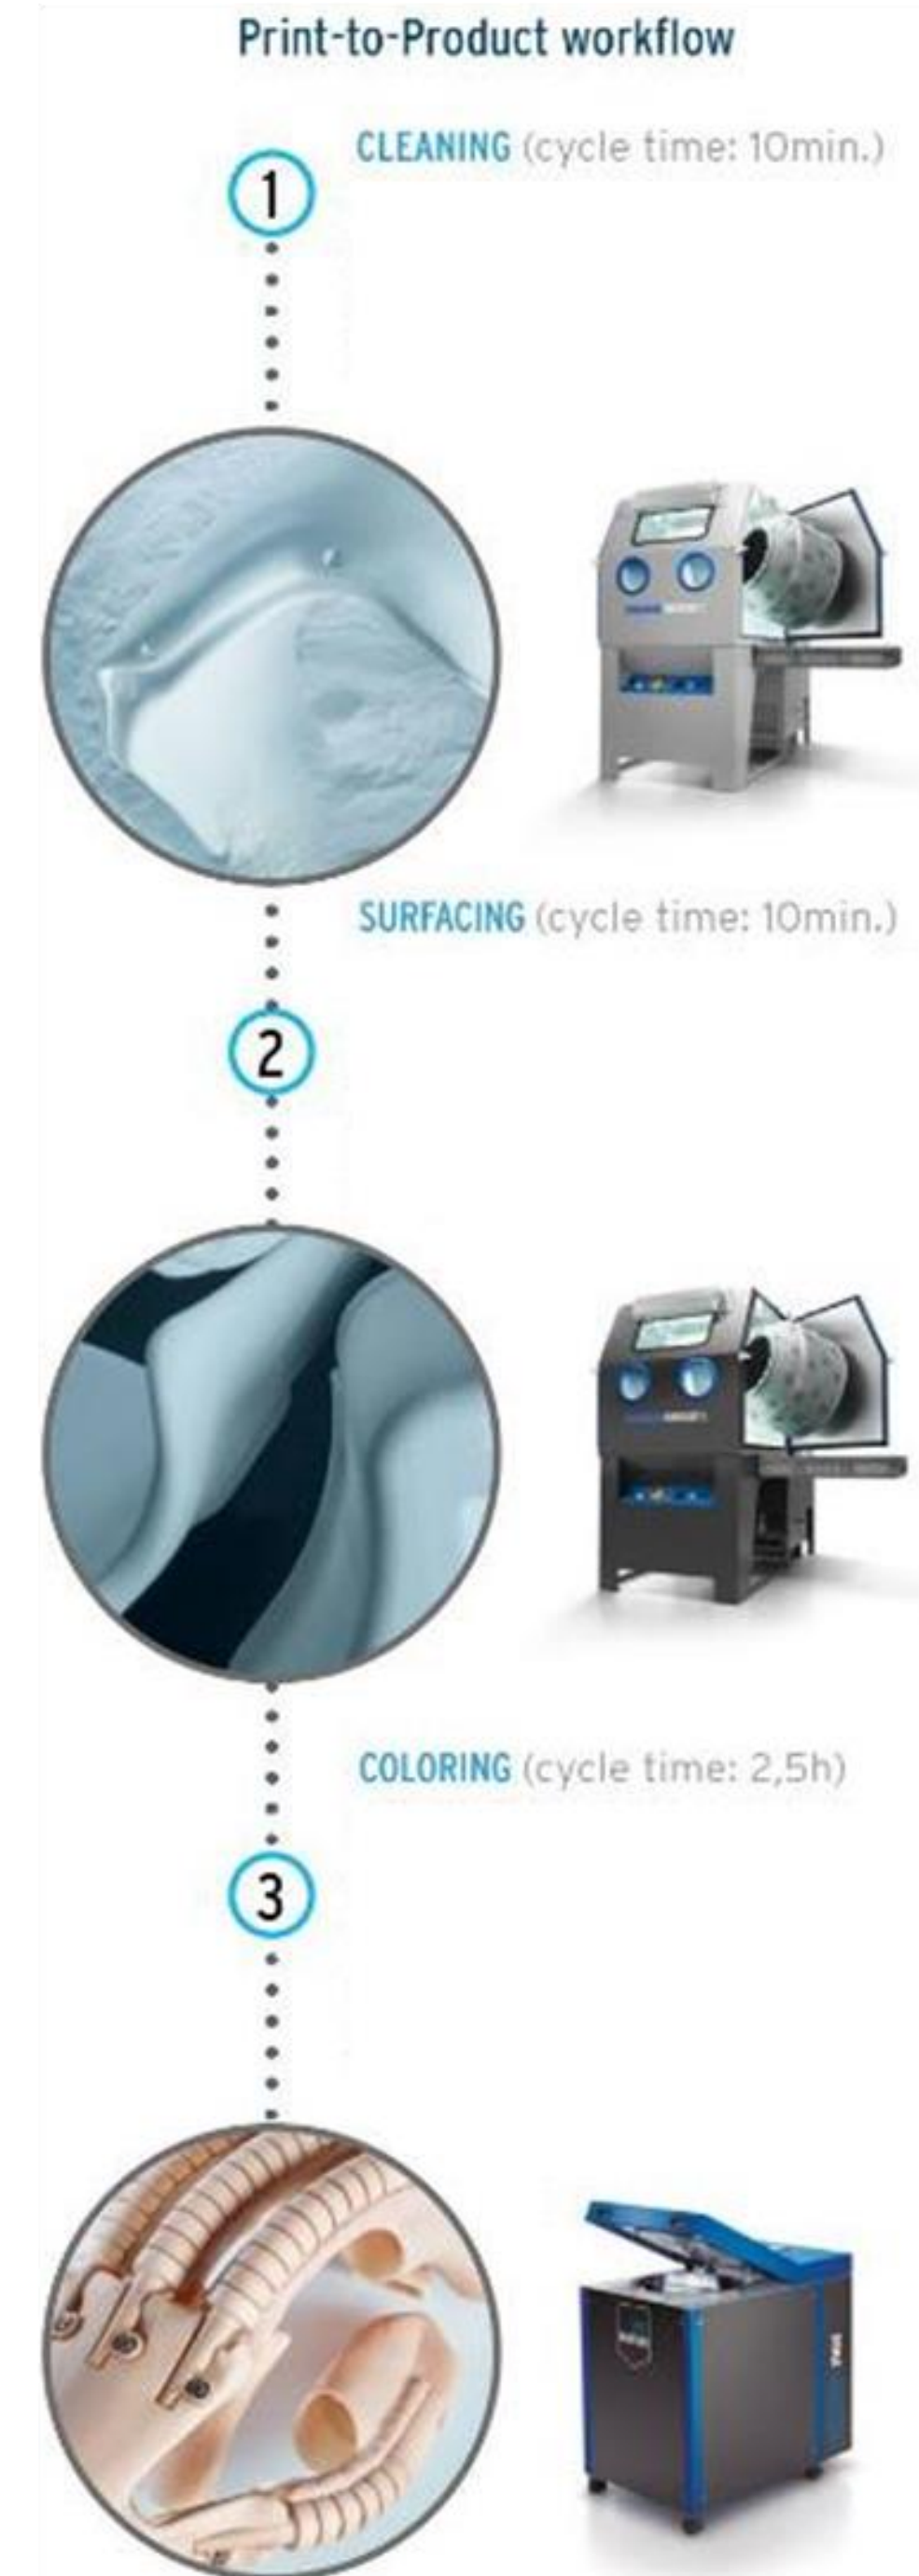 Print-to-Product workflow
CLEANING (cycle time: 10min.)
1
SURFACING (cycle time: 10min.)
2
COLORING (cycle time: 2,5h)
3